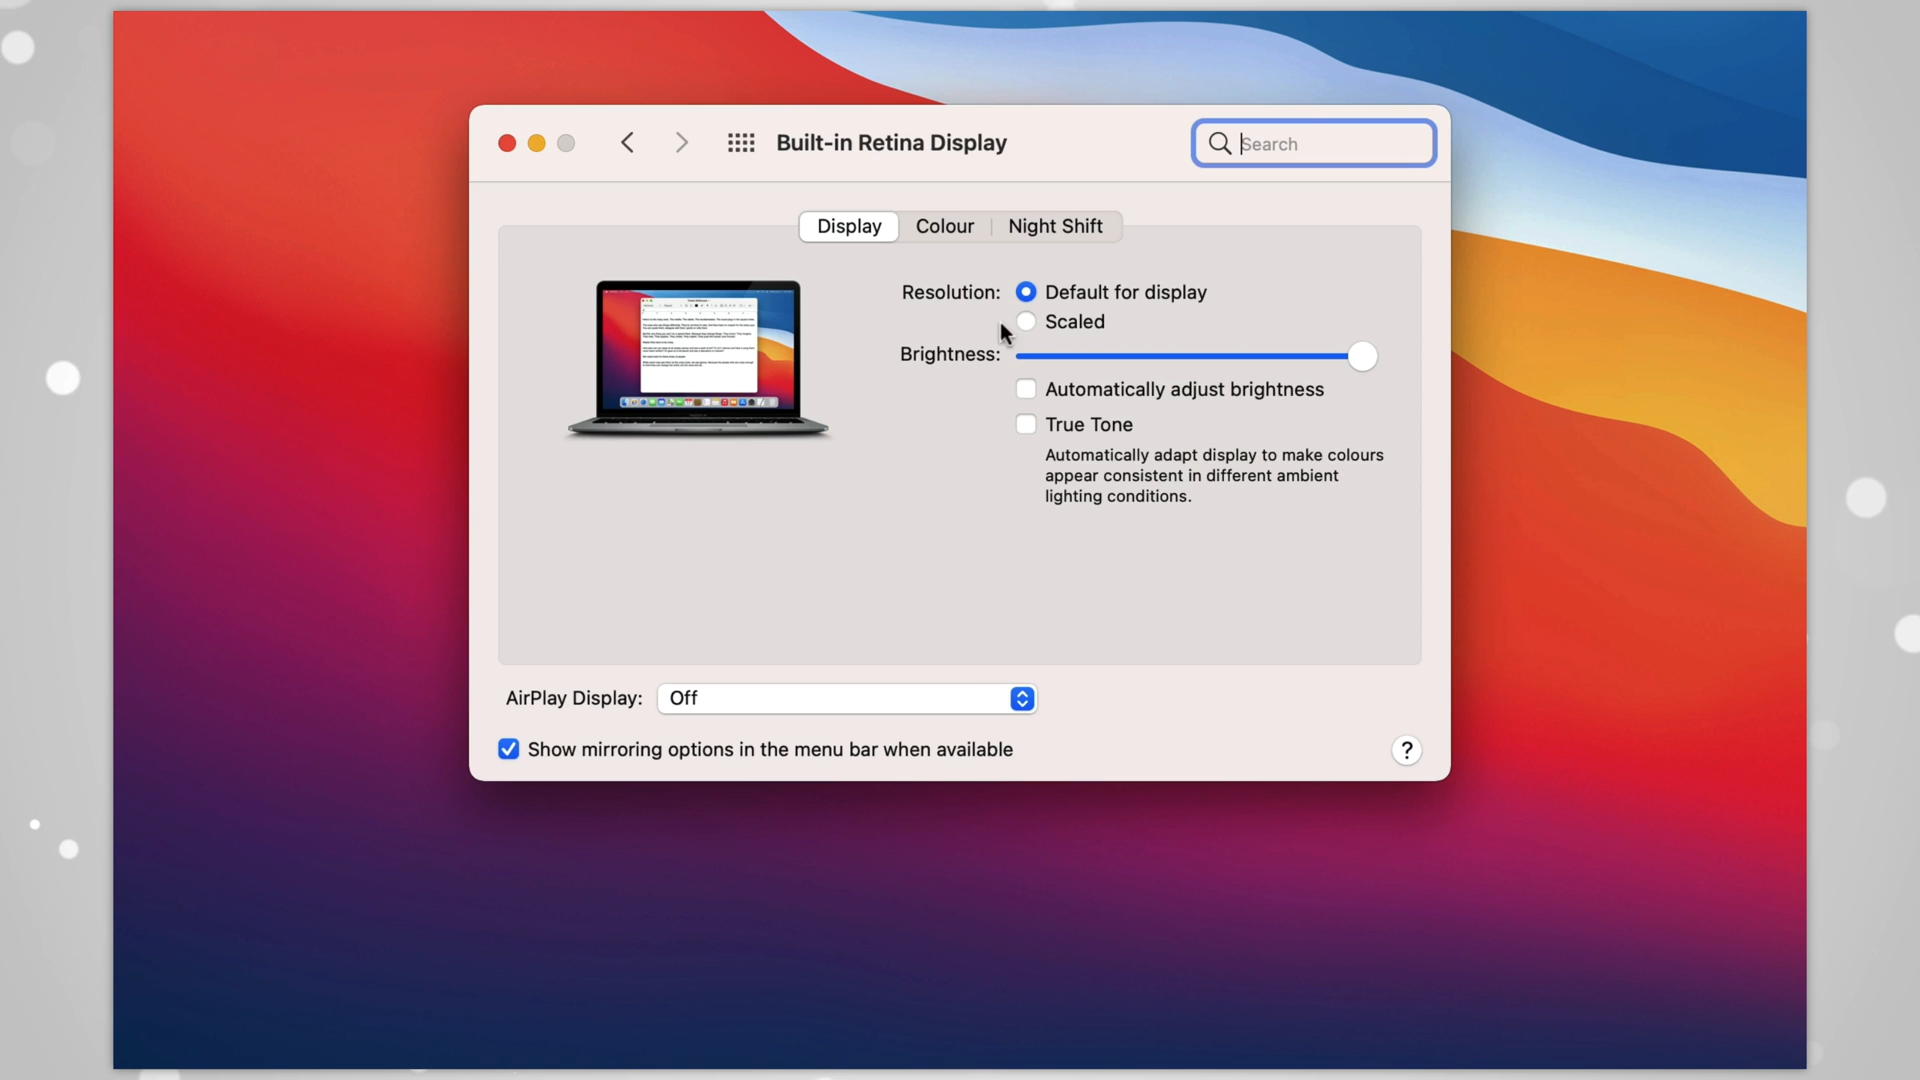 Built-in Retina Display
Search
Display Colour Night Shift
Resolution: Default for display
Scaled
Brightness:
Automatically adjust brightness
True Tone
Automatically adapt display to make colours
appear consistent in different ambient
lighting conditions.
AirPlay Display: Off
Show mirroring options in the menu bar when available
?